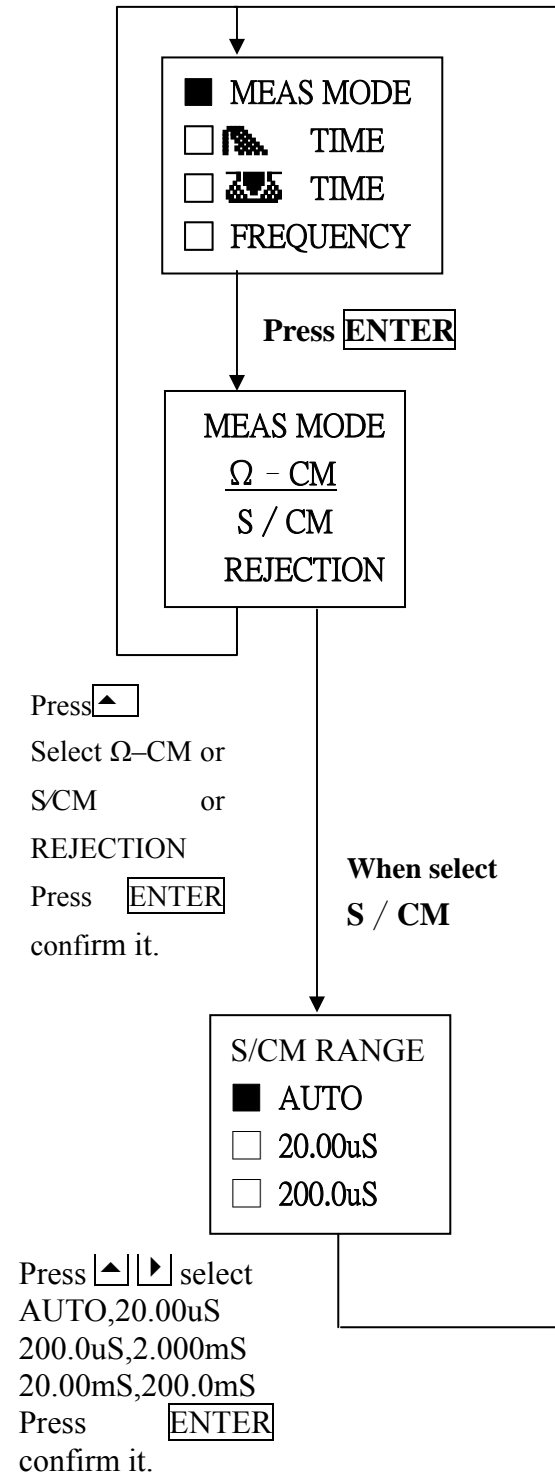 MEAS MODE
TIME
TIME
FREQUENCY
Press ENTER
MEAS MODE
Ω - CM
S / CM
REJECTION
Press
Select Ω–CM or
S/CM or
REJECTION
Press ENTER
confirm it.
When select
S / CM
S/CM RANGE
AUTO
20.00uS
200.0uS
Press select
AUTO,20.00uS
200.0uS,2.000mS
20.00mS,200.0mS
Press ENTER
confirm it.